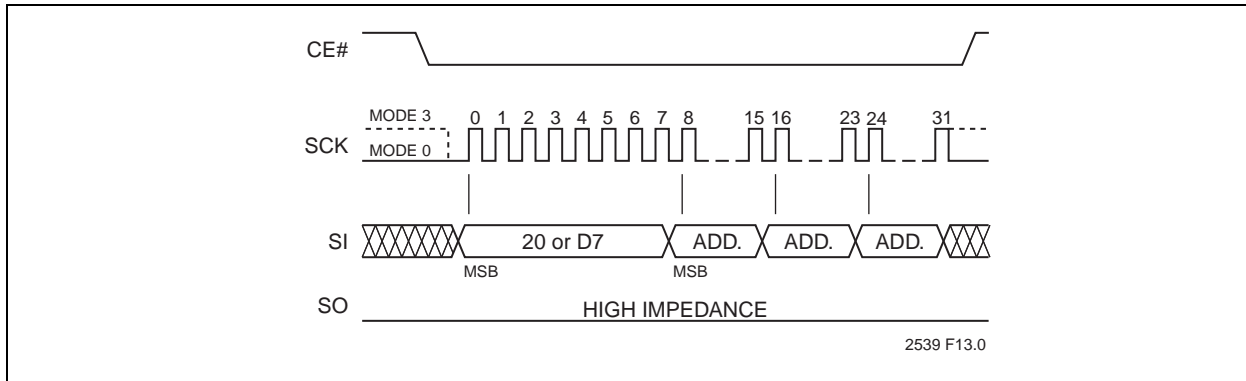 CE#
MODE 3
0 1 2 3 4 5 6 7 8 15 16 23 24 31
SCK
MODE 0
SI 20 or D7 ADD. ADD. ADD.
MSB MSB
SO HIGH IMPEDANCE
2539 F13.0